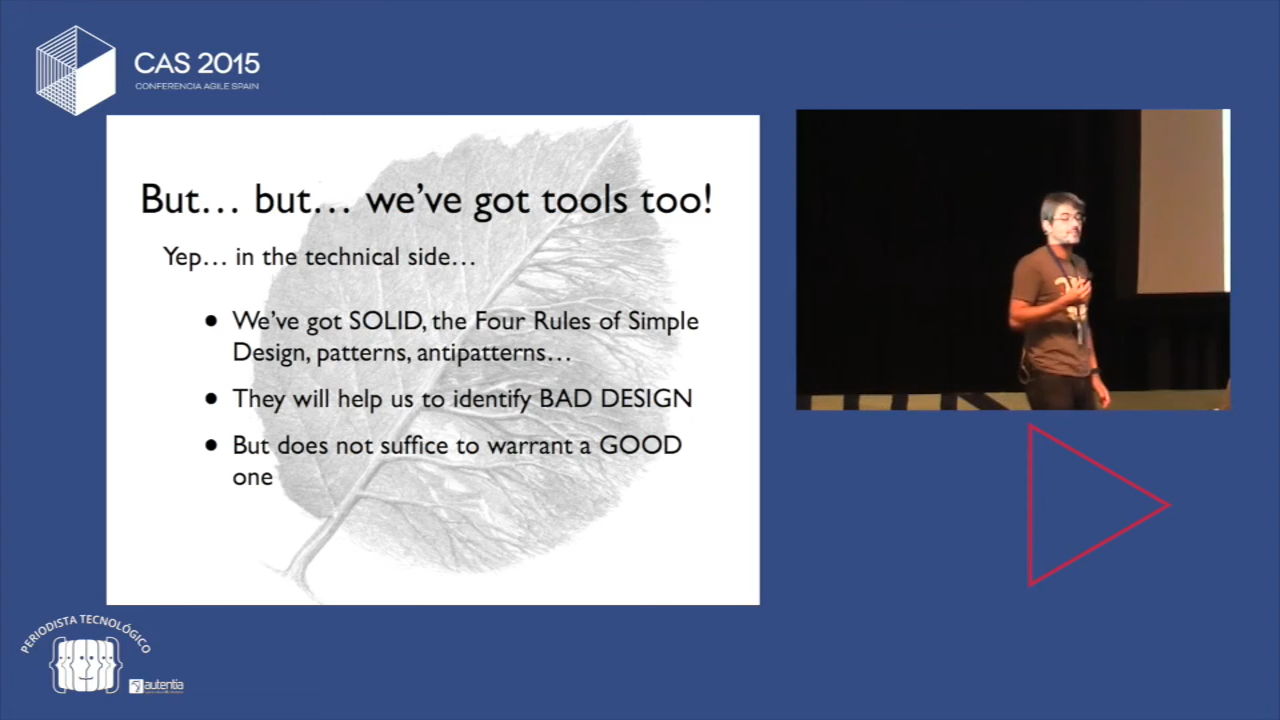 CAS 2015
CONFERENCIA AGILE SPAIN
But… but… we’ve got tools too!
Yep… in the technical side…
● We’ve got SOLID, the Four Rules of Simple
Design, patterns, antipatterns…
● They will help us to identify BAD DESIGN
● But does not suffice to warrant a GOOD
one
PERIODISTA TECNOLÓGICO
autentia